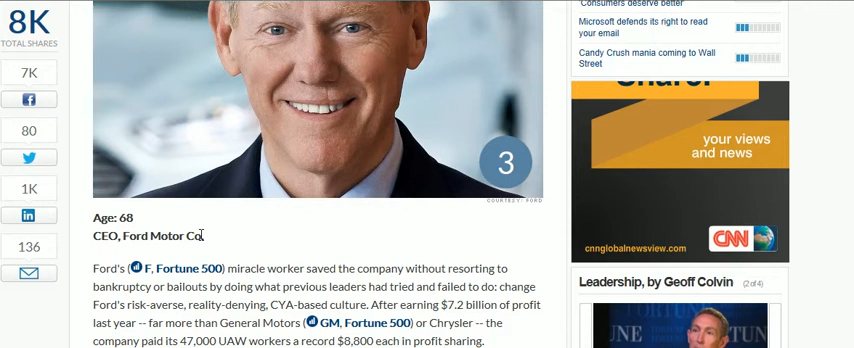 8K
TOTAL SHARES
7K
80
1K
136
3
COURTESY: FORD
Age: 68
CEO, Ford Motor Co.
Ford's (F, Fortune 500) miracle worker saved the company without resorting to
bankruptcy or bailouts by doing what previous leaders had tried and failed to do: change
Ford's risk-averse, reality-denying, CYA-based culture. After earning $7.2 billion of profit
last year -- far more than General Motors (GM, Fortune 500) or Chrysler -- the
company paid its 47,000 UAW workers a record $8,800 each in profit sharing.
Consumers deserve better
Microsoft defends its right to read
your email
Candy Crush mania coming to Wall
Street
your views
and news
cnnglobalnewsview.com
CNN
Leadership, by Geoff Colvin (2 of 4)